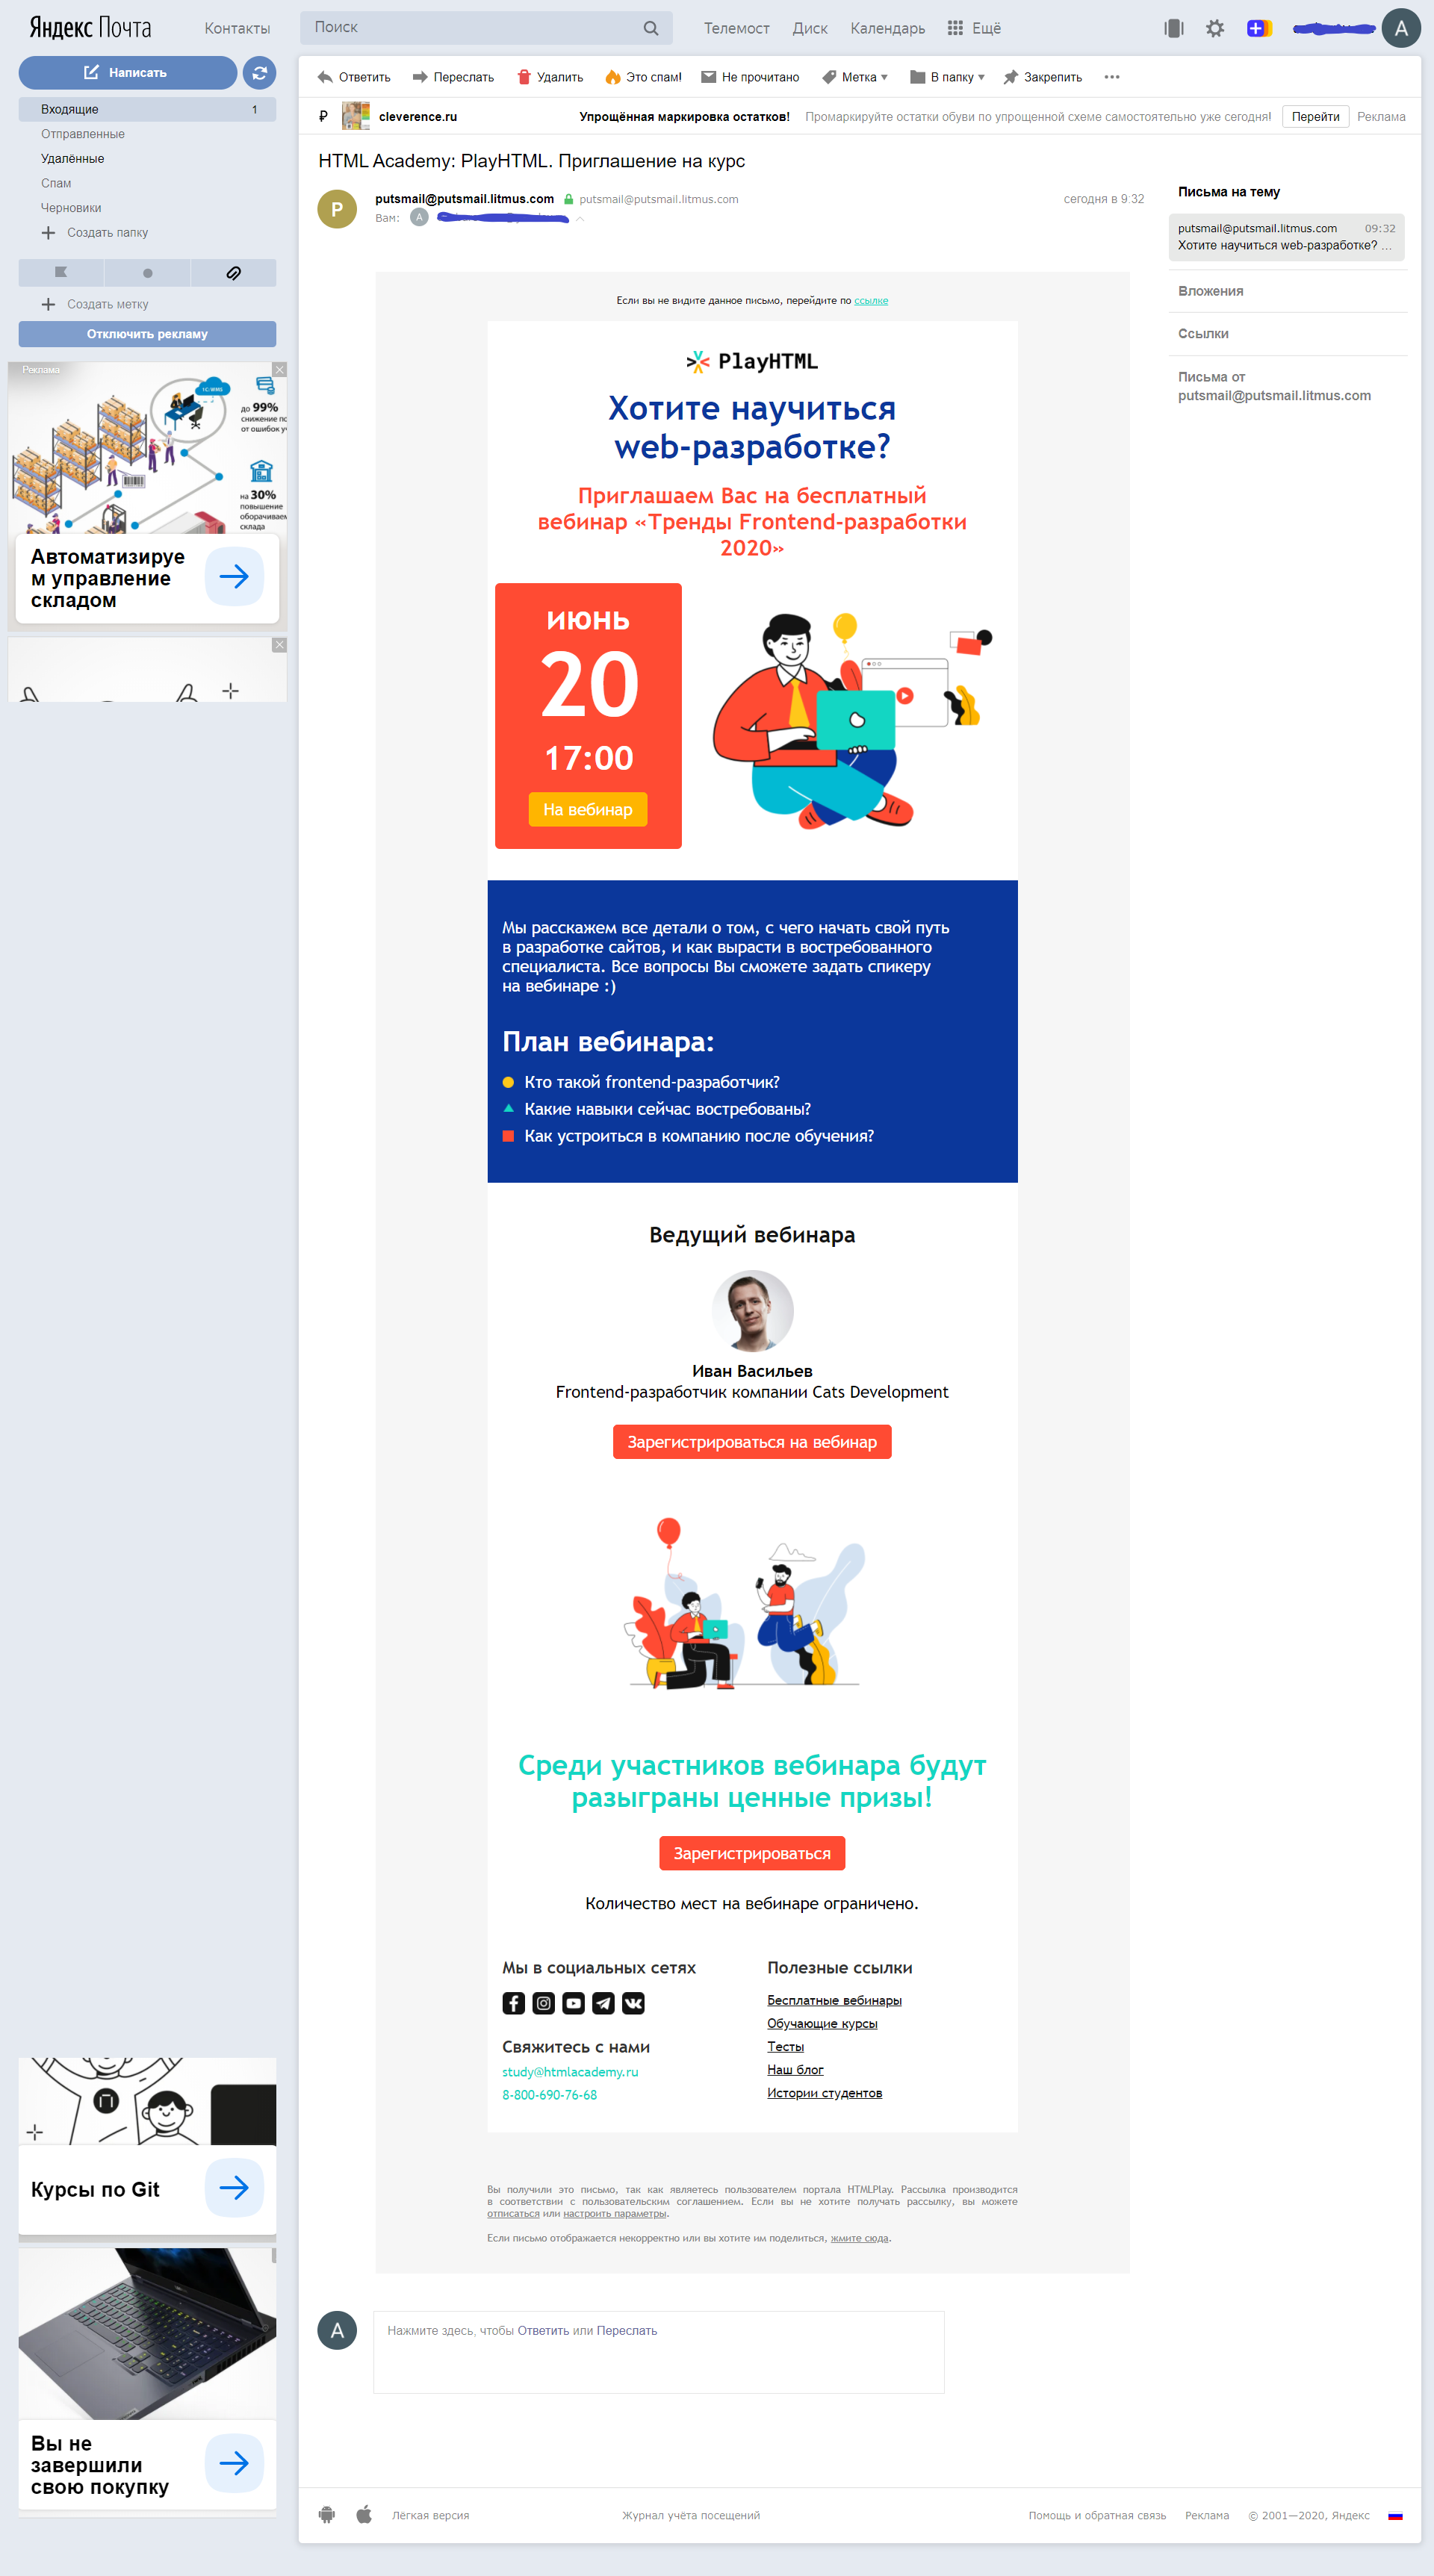 Яндекс Почта
Контакты
Поиск
Телемост
Диск
Календарь
Ещё
А
Написать
Входящие 1
Отправленные
Удалённые
Спам
Черновики
Создать папку
Создать метку
Отключить рекламу
Реклама
1С:WMS
до 99%
снижение по
от ошибок уч
на 30%
повышение
оборачиваем
склада
Автоматизируе
м управление
складом
Ответить
Переслать
Удалить
Это спам!
Не прочитано
Метка
В папку
Закрепить
₽
cleverence.ru
Упрощённая маркировка остатков!
Промаркируйте остатки обуви по упрощенной схеме самостоятельно уже сегодня!
Перейти
Реклама
HTML Academy: PlayHTML. Приглашение на курс
P
putsmail@putsmail.litmus.com
putsmail@putsmail.litmus.com
сегодня в 9:32
Вам:
А
Письма на тему
putsmail@putsmail.litmus.com 09:32
Хотите научиться web-разработке? ...
Вложения
Ссылки
Письма от
putsmail@putsmail.litmus.com
Если вы не видите данное письмо, перейдите по ссылке
PlayHTML
Хотите научиться
web-разработке?
Приглашаем Вас на бесплатный
вебинар «Тренды Frontend-разработки
2020»
июнь
20
17:00
На вебинар
Мы расскажем все детали о том, с чего начать свой путь
в разработке сайтов, и как вырасти в востребованного
специалиста. Все вопросы Вы сможете задать спикеру
на вебинаре :)
План вебинара:
Кто такой frontend-разработчик?
Какие навыки сейчас востребованы?
Как устроиться в компанию после обучения?
Ведущий вебинара
Иван Васильев
Frontend-разработчик компании Cats Development
Зарегистрироваться на вебинар
Среди участников вебинара будут
разыграны ценные призы!
Зарегистрироваться
Количество мест на вебинаре ограничено.
Мы в социальных сетях
Свяжитесь с нами
study@htmlacademy.ru
8-800-690-76-68
Полезные ссылки
Бесплатные вебинары
Обучающие курсы
Тесты
Наш блог
Истории студентов
Вы получили это письмо, так как являетесь пользователем портала HTMLPlay. Рассылка производится
в соответствии с пользовательским соглашением. Если вы не хотите получать рассылку, вы можете
отписаться или настроить параметры.
Если письмо отображается некорректно или вы хотите им поделиться, жмите сюда.
Курсы по Git
Вы не
завершили
свою покупку
А
Нажмите здесь, чтобы Ответить или Переслать
Лёгкая версия
Журнал учёта посещений
Помощь и обратная связь
Реклама
© 2001—2020, Яндекс